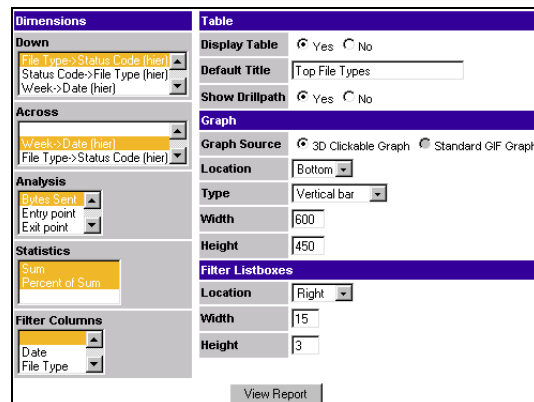 Dimensions
Down
File Type->Status Code (hier)
Status Code->File Type (hier)
Week->Date (hier)
Across
Week->Date (hier)
File Type->Status Code (hier)
Analysis
Bytes Sent
Entry point
Exit point
Statistics
Sum
Percent of Sum
Filter Columns
Date
File Type
Table
Display Table Yes No
Default Title Top File Types
Show Drillpath Yes No
Graph
Graph Source 3D Clickable Graph Standard GIF Graph
Location Bottom
Type Vertical bar
Width 600
Height 450
Filter Listboxes
Location Right
Width 15
Height 3
View Report